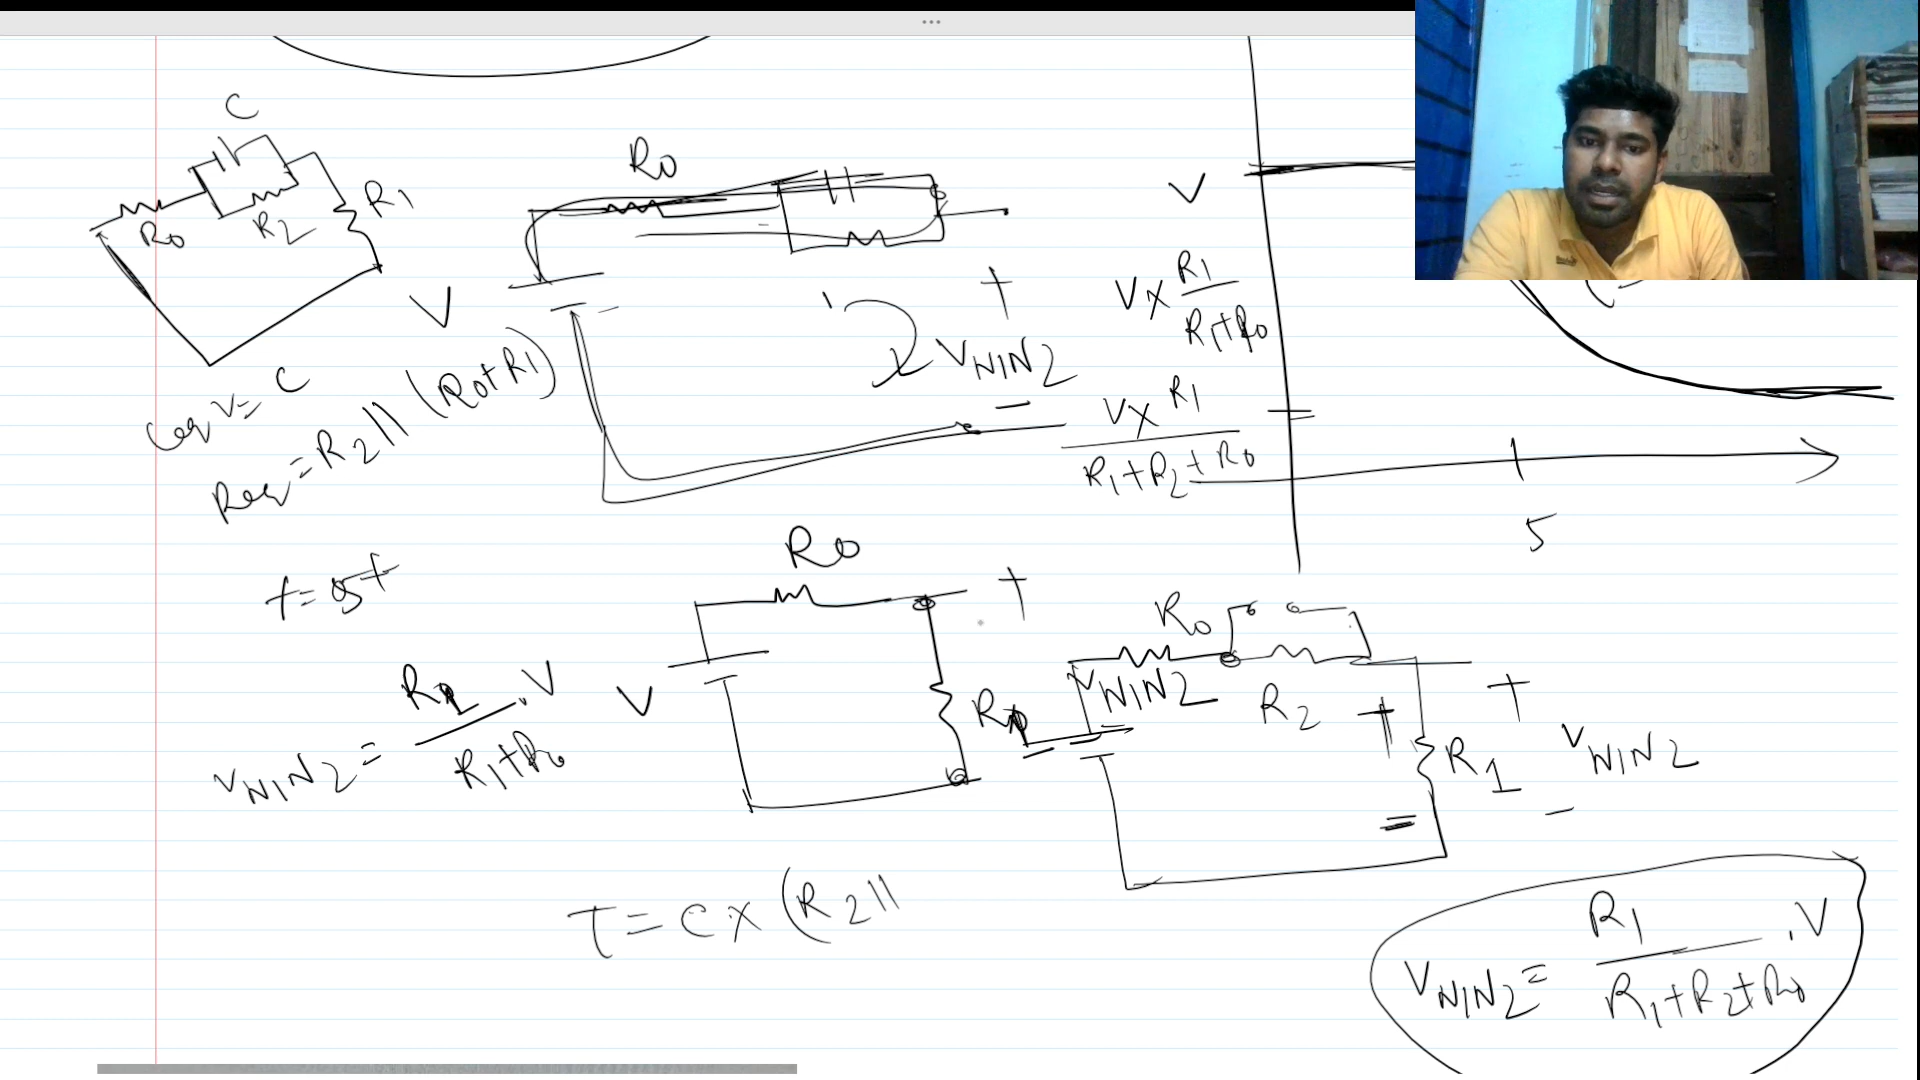 C
R0
R2
R1
R0
V
VNIN2
V
V X R1
R1+R0
V X R1
R1+R2+R0
5
Ceq = C
Req = R2 || (R0+R1)
R0
V
VNIN2
VNIN2 = .V
R1+R0
R0
R2
R1
VNIN2
τ = C X (R2 ||
VNIN2 = R1 .V
R1+R2+R0